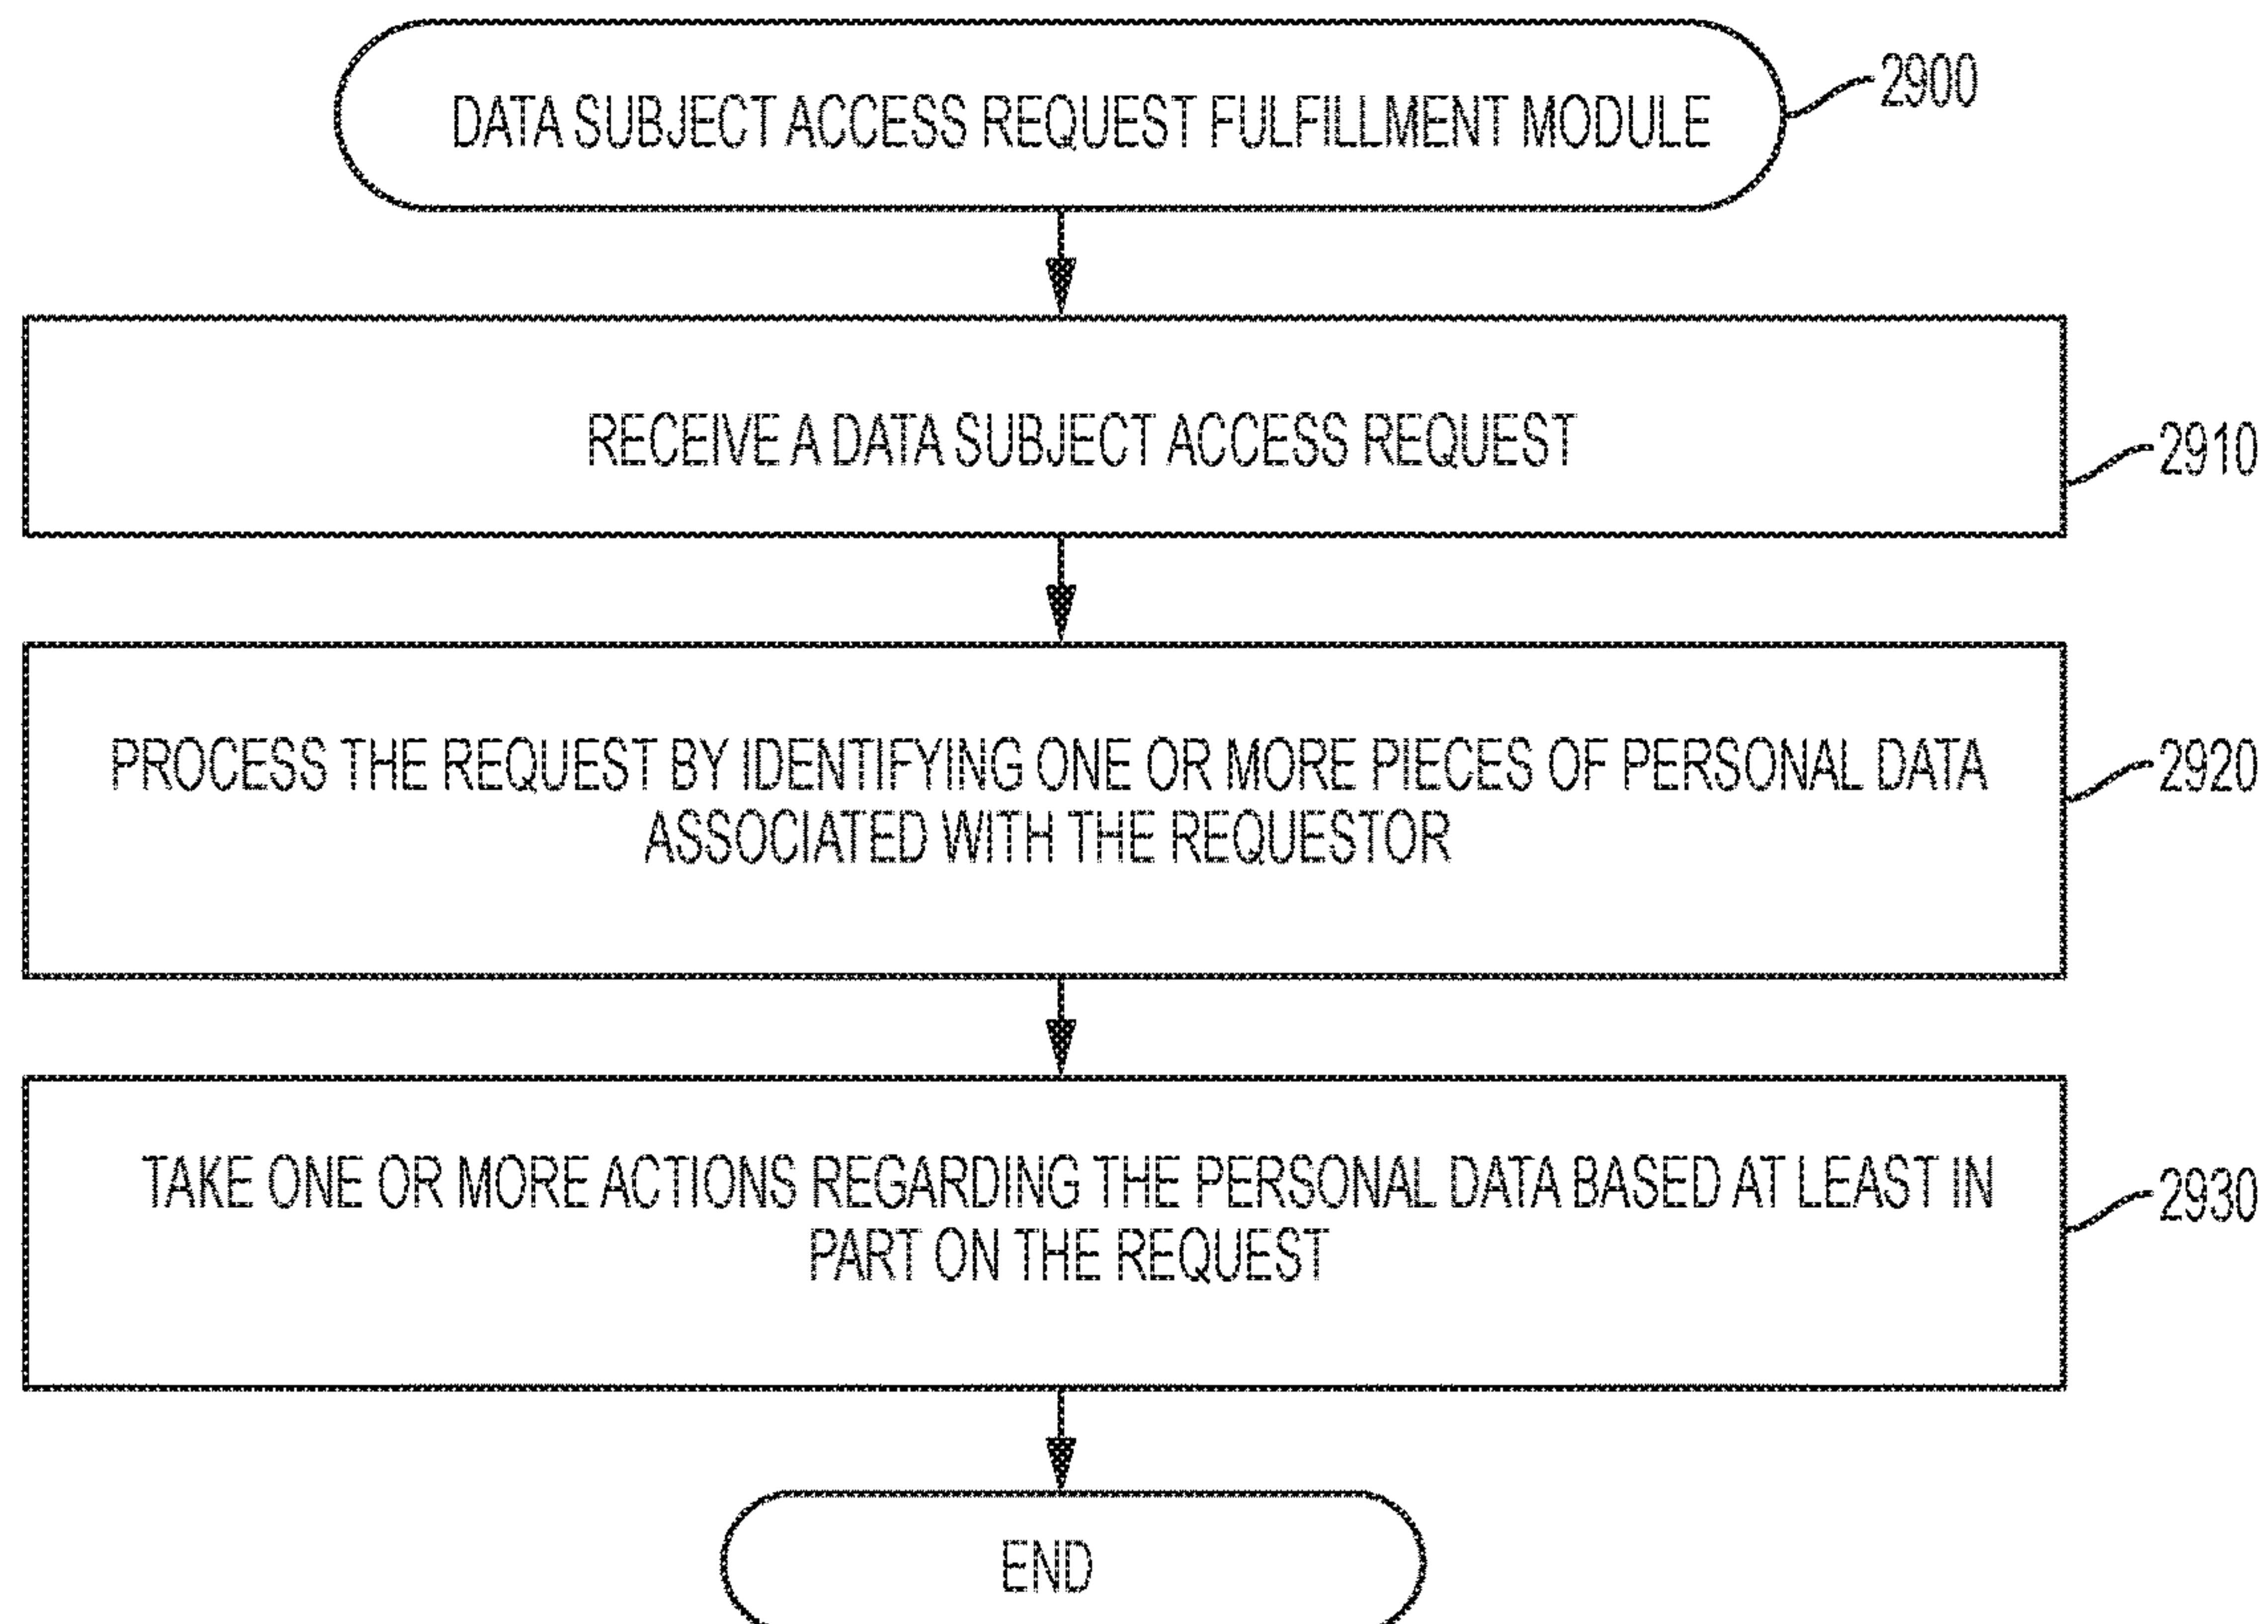 DATA SUBJECT ACCESS REQUEST FULFILLMENT MODULE
2900
RECEIVE A DATA SUBJECT ACCESS REQUEST
2910
PROCESS THE REQUEST BY IDENTIFYING ONE OR MORE PIECES OF PERSONAL DATA
ASSOCIATED WITH THE REQUESTOR
2920
TAKE ONE OR MORE ACTIONS REGARDING THE PERSONAL DATA BASED AT LEAST IN
PART ON THE REQUEST
2930
END